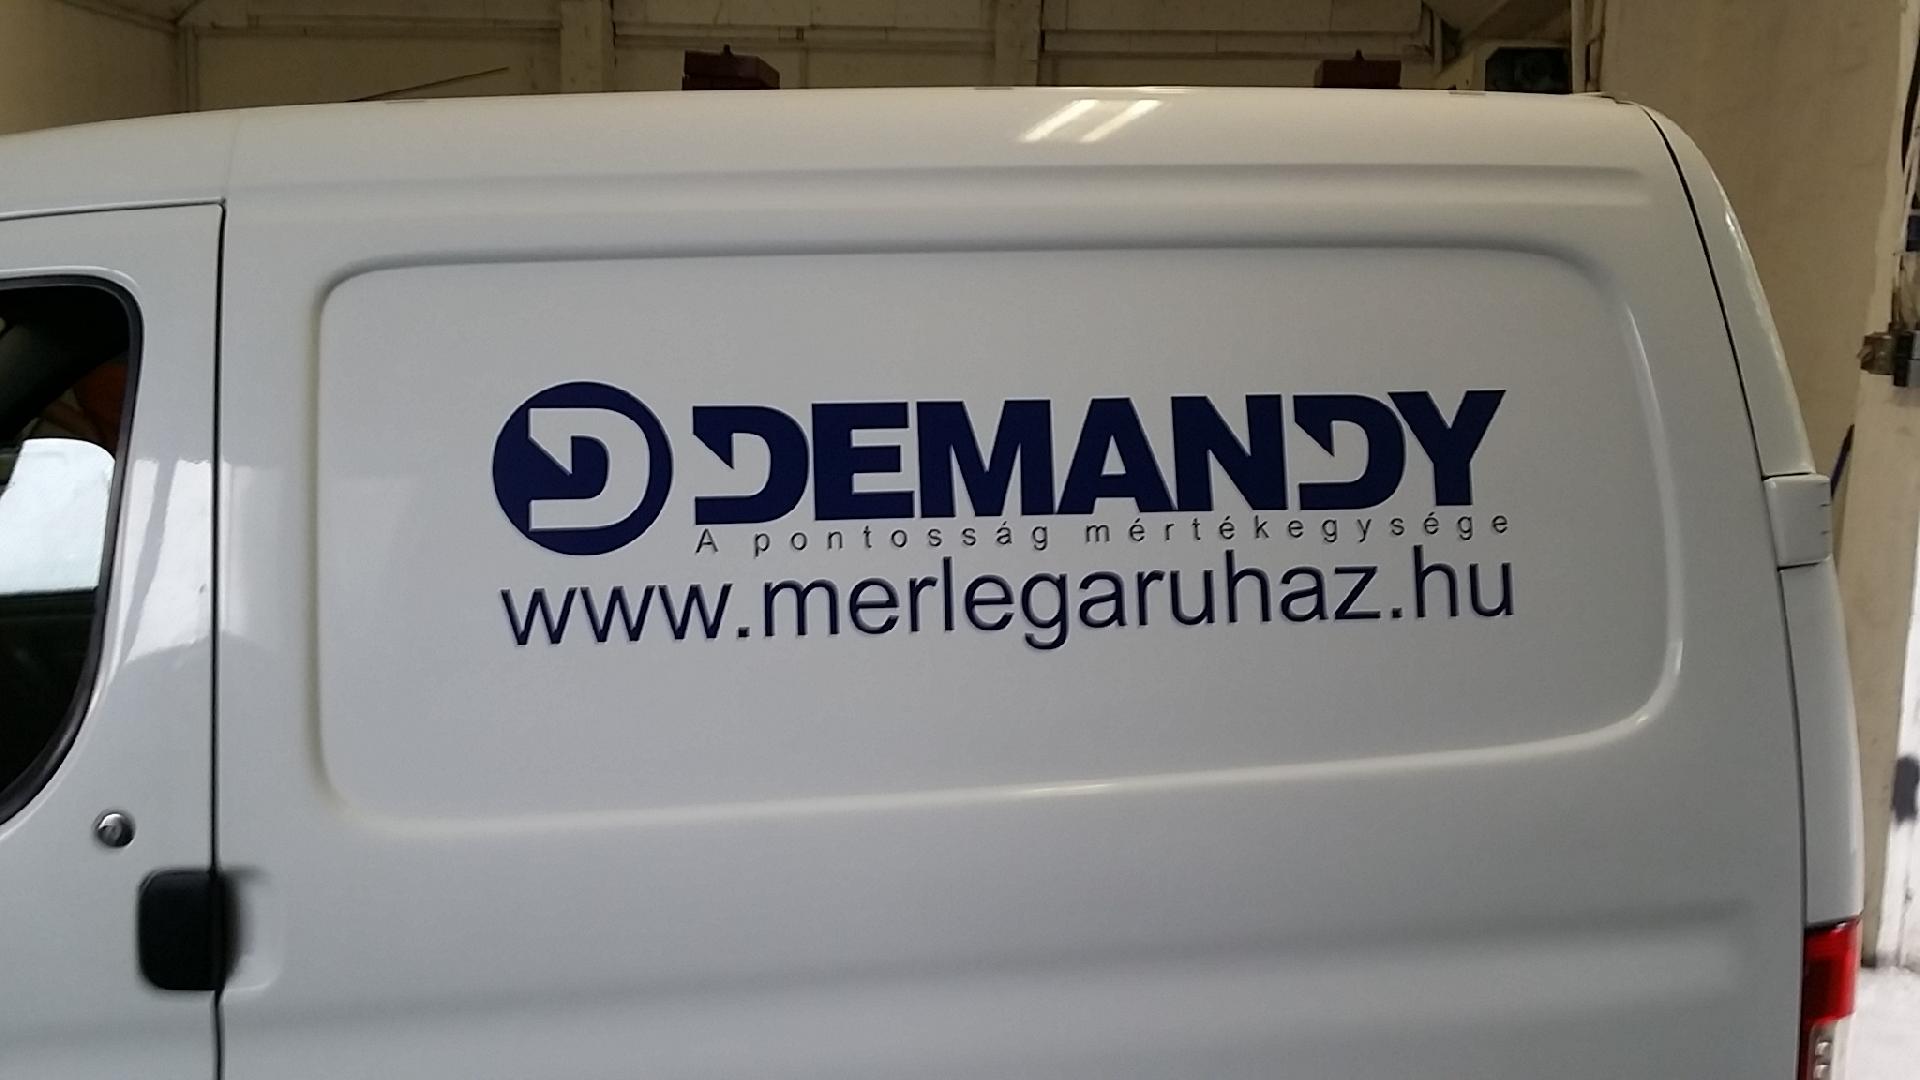 D DEMANDY
A pontosság mértékegysége
www.merlegaruhaz.hu